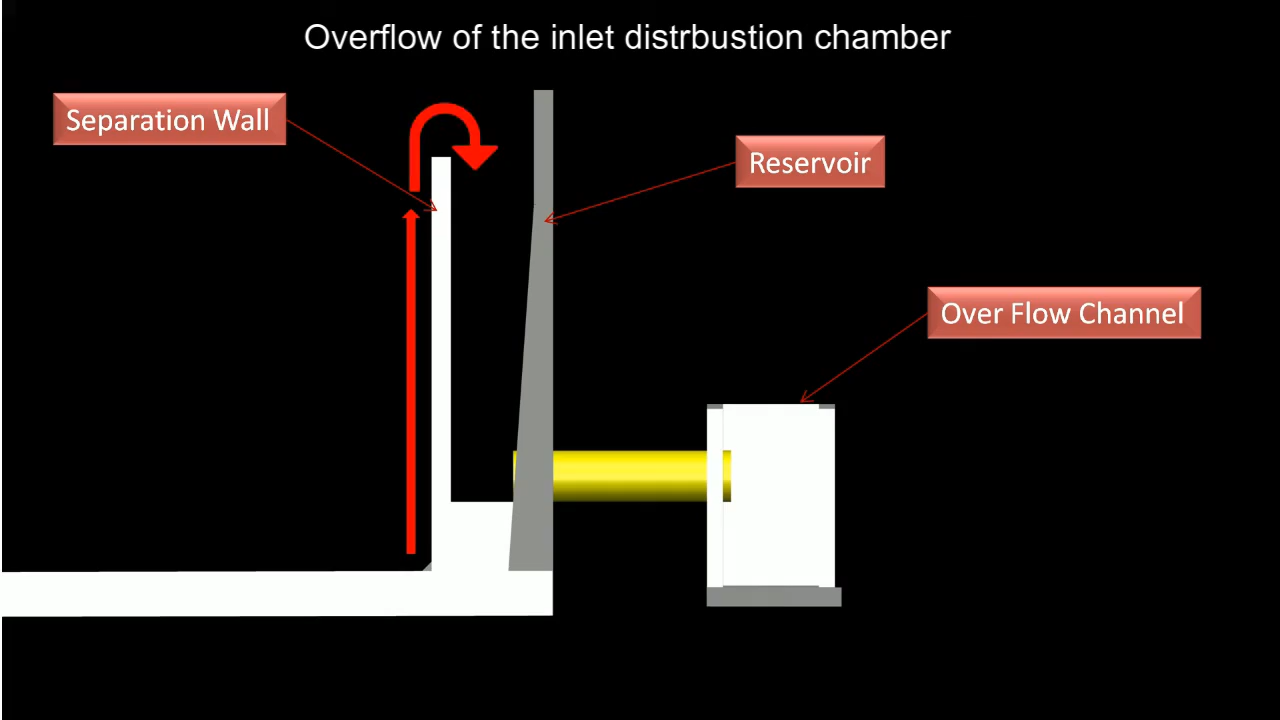 Overflow of the inlet distrbustion chamber
Separation Wall
Reservoir
Over Flow Channel